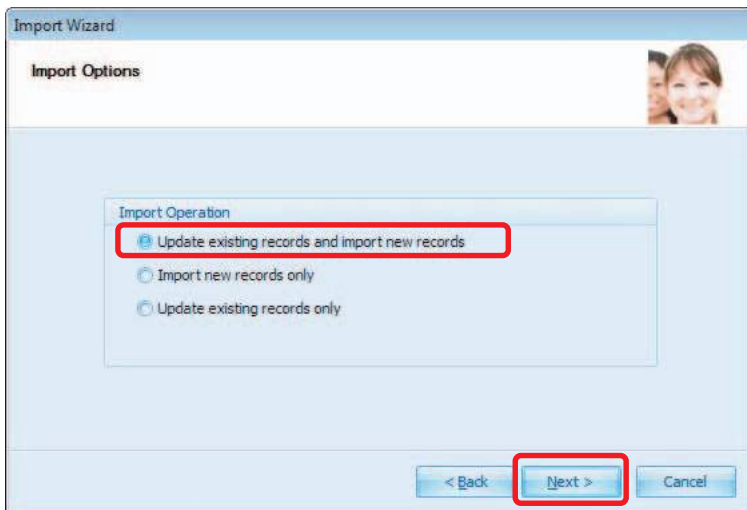 Import Wizard
Import Options
Import Operation
Update existing records and import new records
Import new records only
Update existing records only
< Back
Next >
Cancel